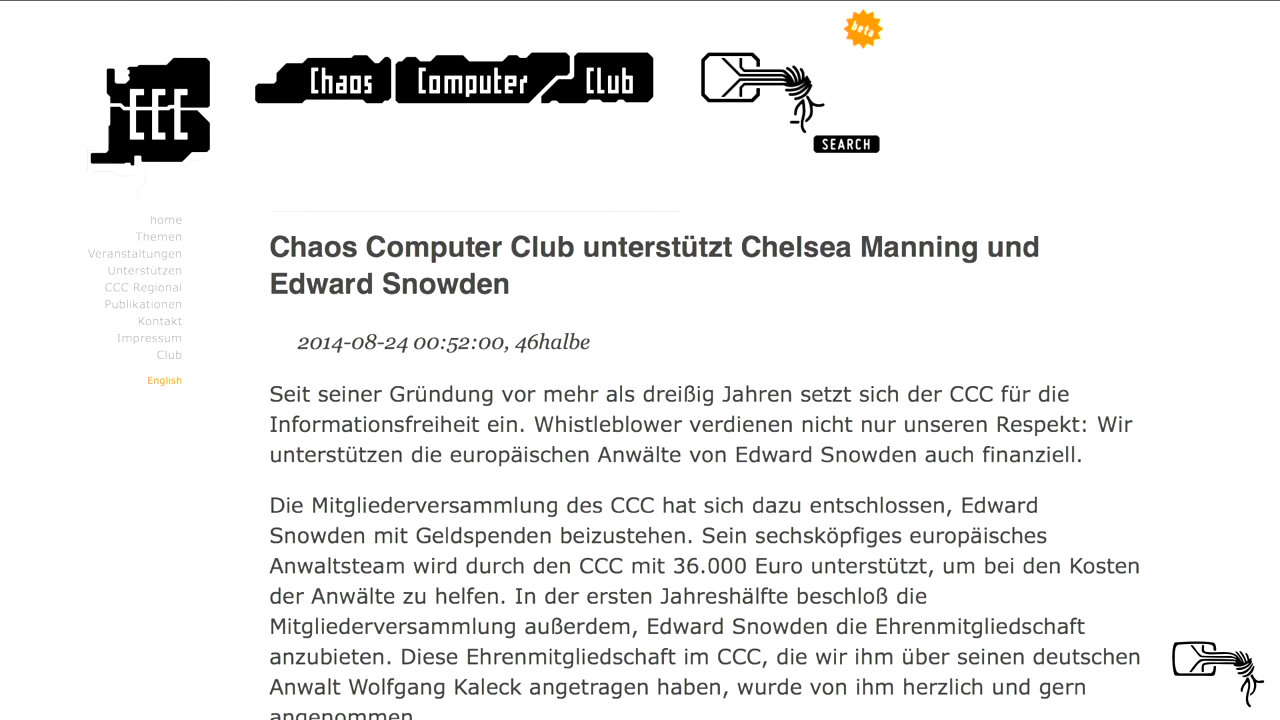 beta
CCC
Chaos Computer Club
SEARCH
home
Themen
Veranstaltungen
Unterstützen
CCC Regional
Publikationen
Kontakt
Impressum
Club
English
Chaos Computer Club unterstützt Chelsea Manning und
Edward Snowden
2014-08-24 00:52:00, 46halbe
Seit seiner Gründung vor mehr als dreißig Jahren setzt sich der CCC für die
Informationsfreiheit ein. Whistleblower verdienen nicht nur unseren Respekt: Wir
unterstützen die europäischen Anwälte von Edward Snowden auch finanziell.
Die Mitgliederversammlung des CCC hat sich dazu entschlossen, Edward
Snowden mit Geldspenden beizustehen. Sein sechsköpfiges europäisches
Anwaltsteam wird durch den CCC mit 36.000 Euro unterstützt, um bei den Kosten
der Anwälte zu helfen. In der ersten Jahreshälfte beschloß die
Mitgliederversammlung außerdem, Edward Snowden die Ehrenmitgliedschaft
anzubieten. Diese Ehrenmitgliedschaft im CCC, die wir ihm über seinen deutschen
Anwalt Wolfgang Kaleck angetragen haben, wurde von ihm herzlich und gern
angenommen